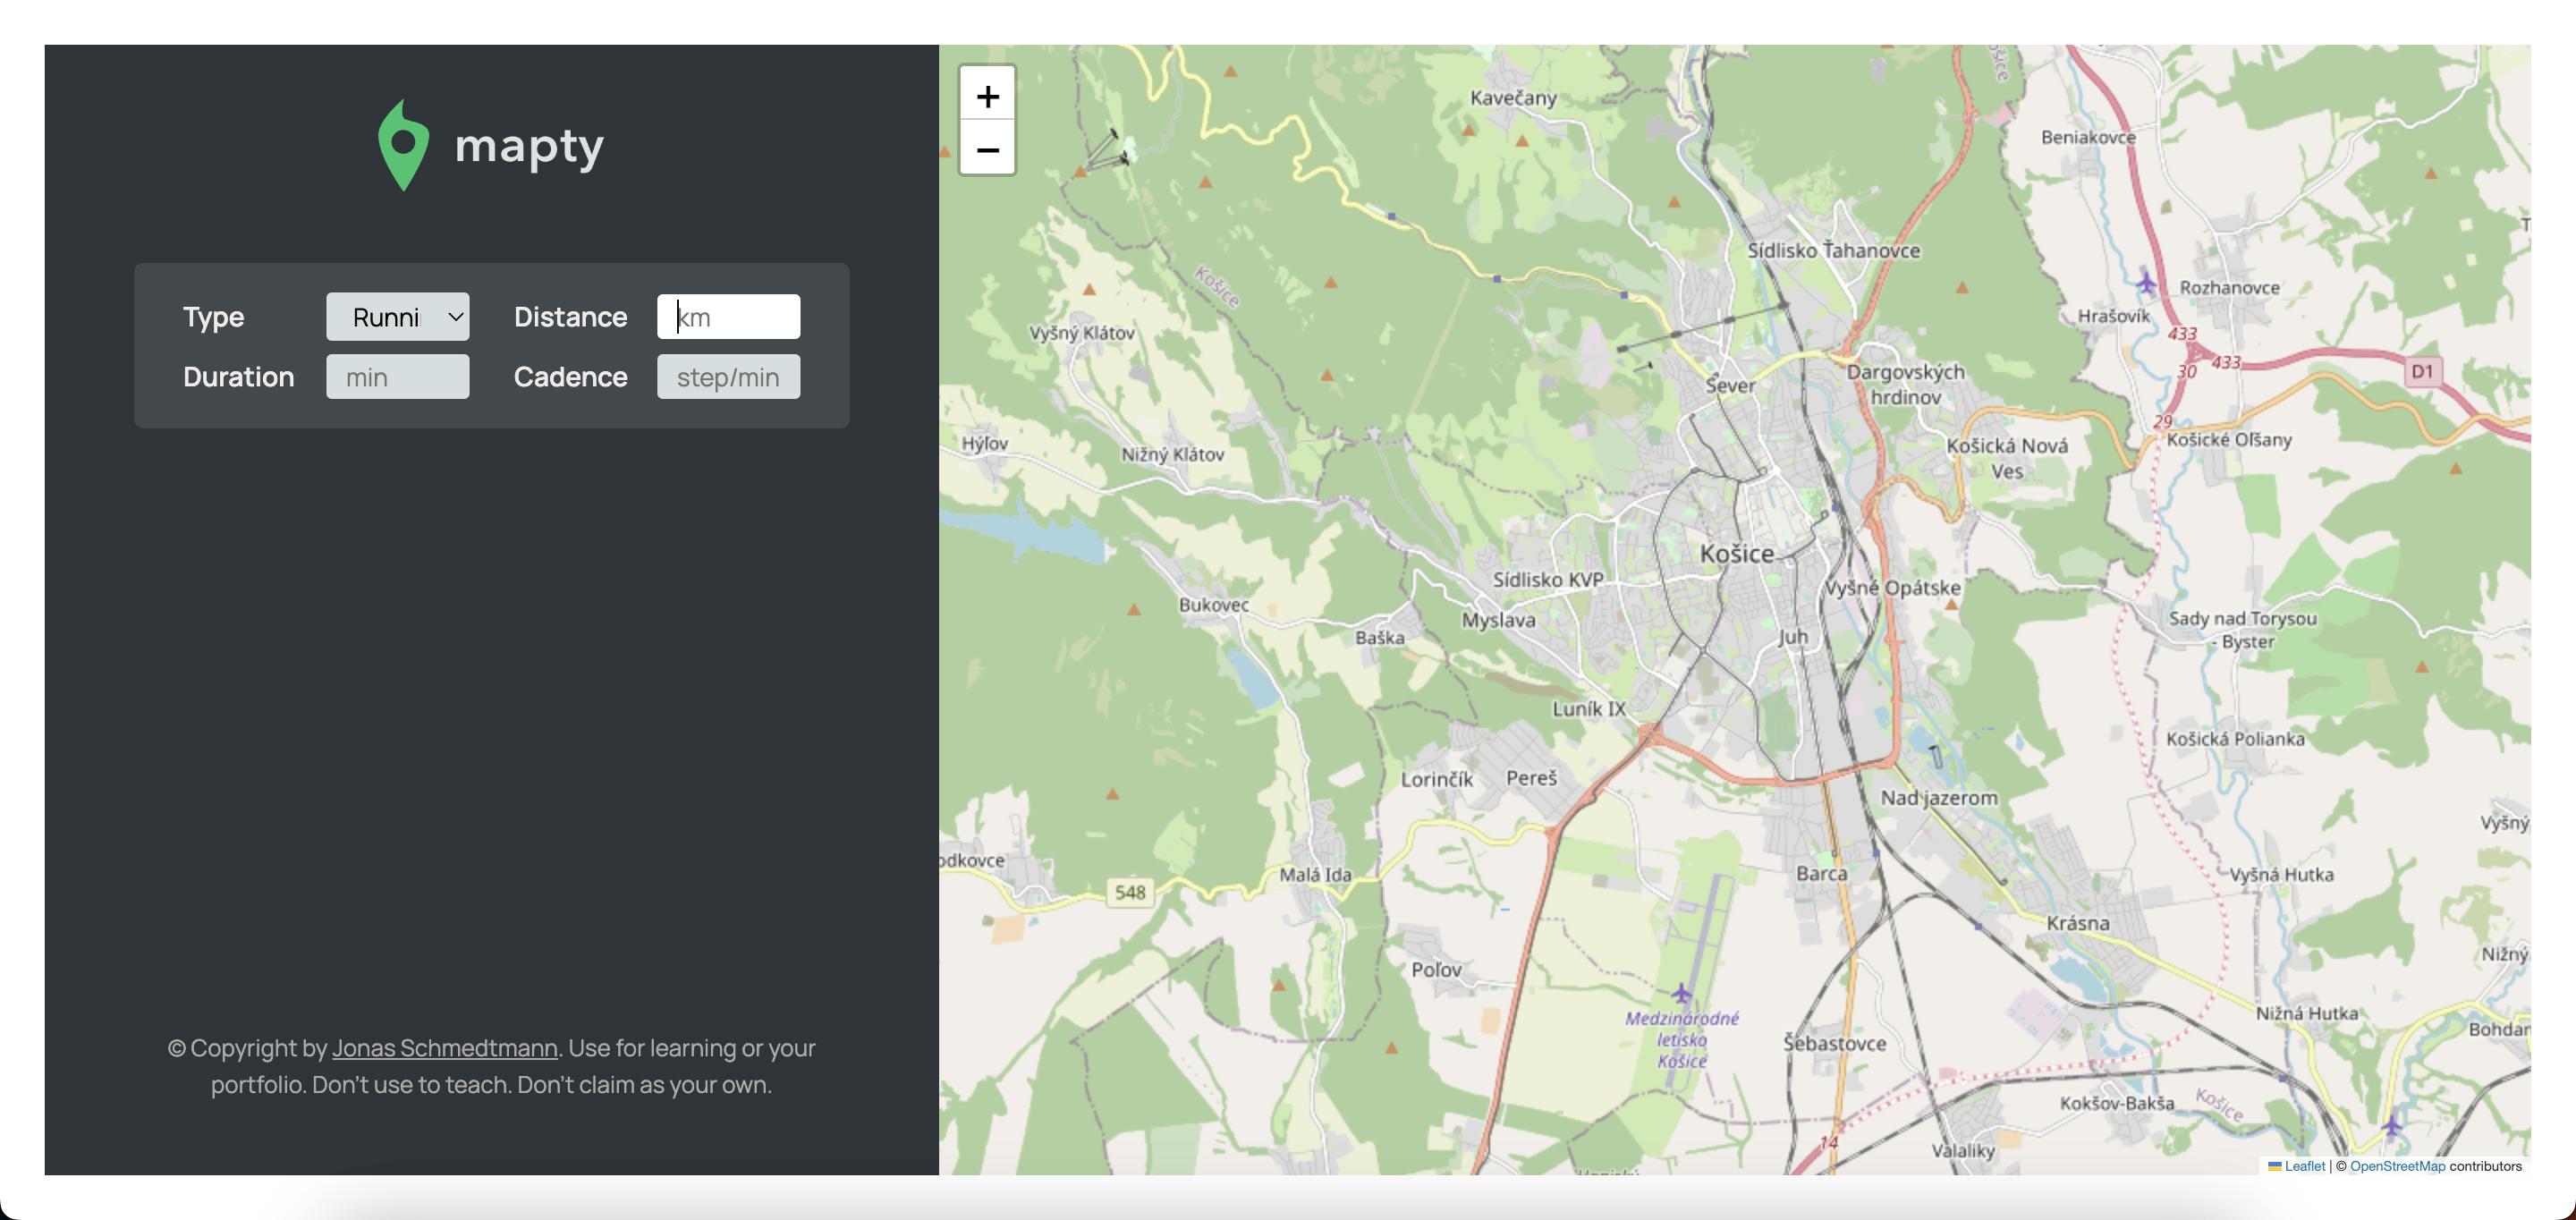 mapty
Type
Runni
Distance
km
Duration
min
Cadence
step/min
© Copyright by Jonas Schmedtmann. Use for learning or your
portfolio. Don't use to teach. Don't claim as your own.
+
−
Kavečany
Košice
Beniakovce
Sídlisko Ťahanovce
Košice
Rozhanovce
Hrašovík
Vyšný Klátov
433
433
30
D1
Sever
Dargovských
hrdinov
29
Košické Oľšany
Hýľov
Nižný Klátov
Košická Nová
Ves
Košice
Sídlisko KVP
Vyšné Opátske
Bukovec
Myslava
Baška
Juh
Sady nad Torysou
- Byster
Luník IX
Košická Polianka
Lorinčík
Pereš
Nad jazerom
Vyšný
odkovce
Malá Ida
548
Barca
Vyšná Hutka
Krásna
Nižný
Poľov
Medzinárodné
letisko
Košice
Nižná Hutka
Bohdan
Šebastovce
Kokšov-Bakša
Košice
14
Valaliky
Leaflet | © OpenStreetMap contributors